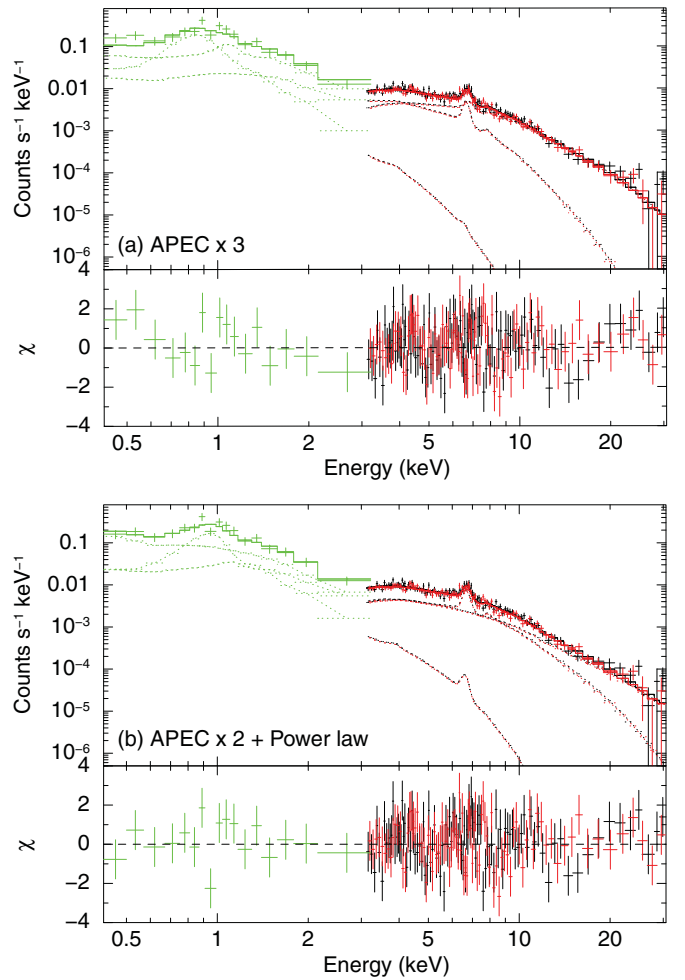 Counts s⁻¹ keV⁻¹
0.1
0.01
10⁻³
10⁻⁴
10⁻⁵
10⁻⁶
(a) APEC x 3
χ
4
2
0
−2
−4
0.5 1 2 5 10 20
Energy (keV)
Counts s⁻¹ keV⁻¹
0.1
0.01
10⁻³
10⁻⁴
10⁻⁵
10⁻⁶
(b) APEC x 2 + Power law
χ
4
2
0
−2
−4
0.5 1 2 5 10 20
Energy (keV)